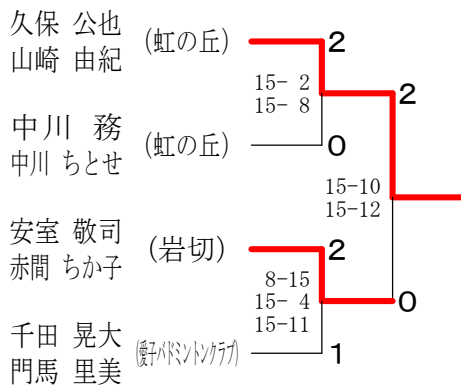 久保 公也
山崎 由紀
(虹の丘)
2
15- 2
15- 8
2
中川 務
中川 ちとせ
(虹の丘)
0
15-10
15-12
安室 敬司
赤間 ちか子
(岩切)
2
8-15
15- 4
15-11
0
千田 晃大
門馬 里美
(愛子バドミントンクラブ)
1